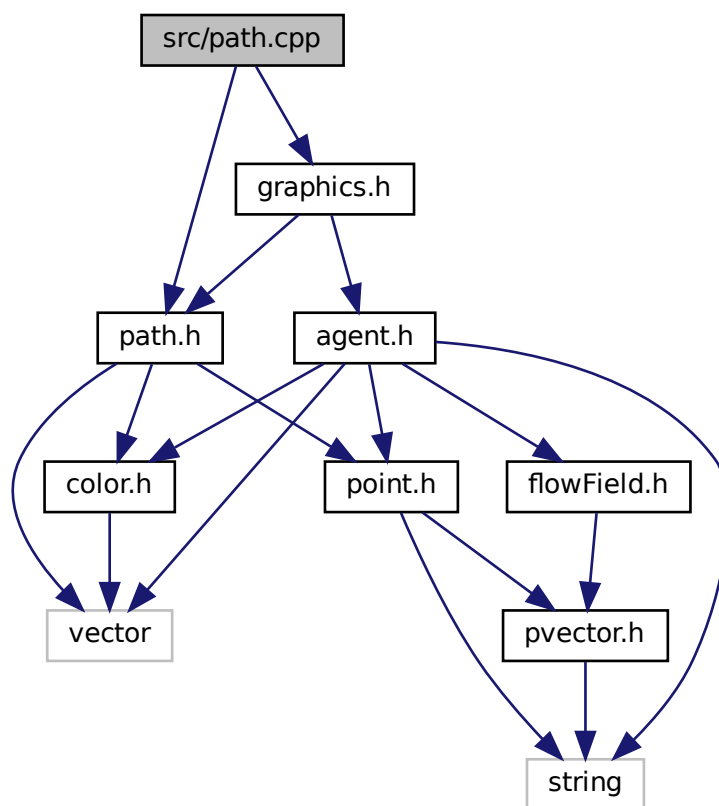 src/path.cpp
graphics.h
path.h
agent.h
color.h
point.h
flowField.h
vector
pvector.h
string